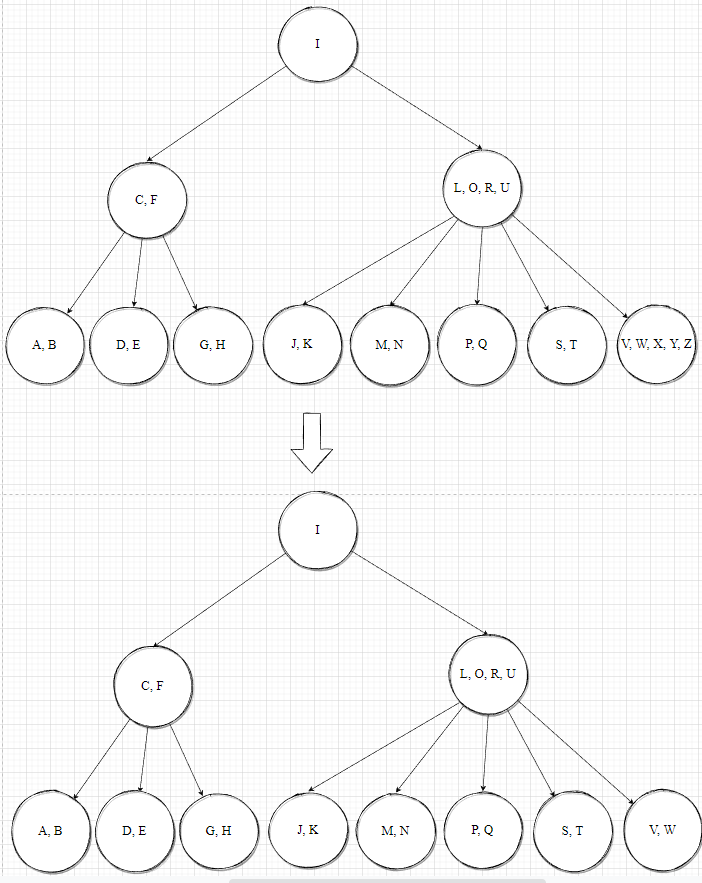 I
C, F
L, O, R, U
A, B
D, E
G, H
J, K
M, N
P, Q
S, T
V, W, X, Y, Z
I
C, F
L, O, R, U
A, B
D, E
G, H
J, K
M, N
P, Q
S, T
V, W